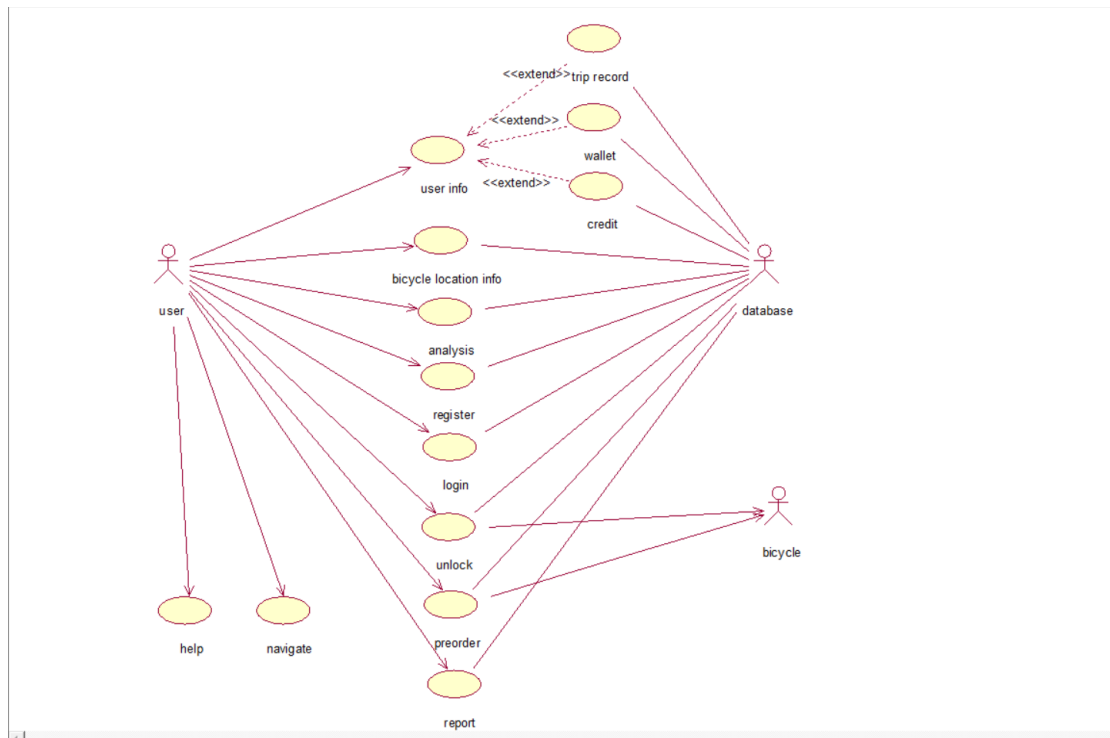 <<extend>>
trip record
<<extend>>
wallet
user info
<<extend>>
credit
bicycle location info
user
database
analysis
register
login
bicycle
unlock
help
navigate
preorder
report